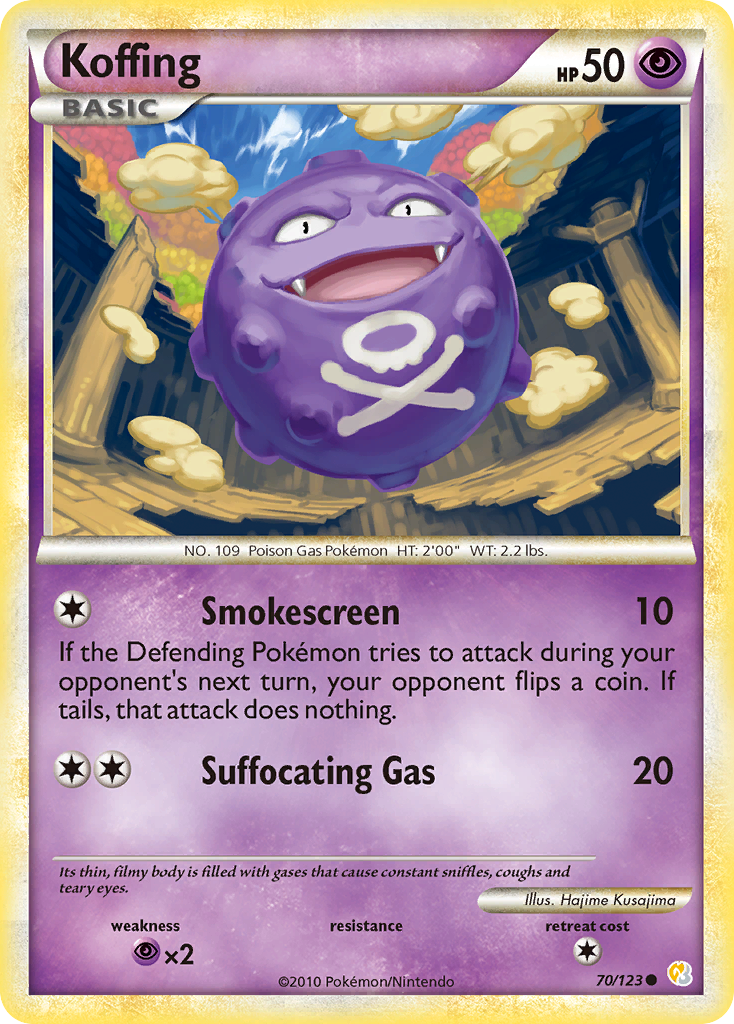 Koffing
HP 50
BASIC
NO. 109 Poison Gas Pokémon HT: 2'00" WT: 2.2 lbs.
Smokescreen 10
If the Defending Pokémon tries to attack during your
opponent's next turn, your opponent flips a coin. If
tails, that attack does nothing.
Suffocating Gas 20
Its thin, filmy body is filled with gases that cause constant sniffles, coughs and
teary eyes.
Illus. Hajime Kusajima
weakness resistance retreat cost
×2
©2010 Pokémon/Nintendo 70/123